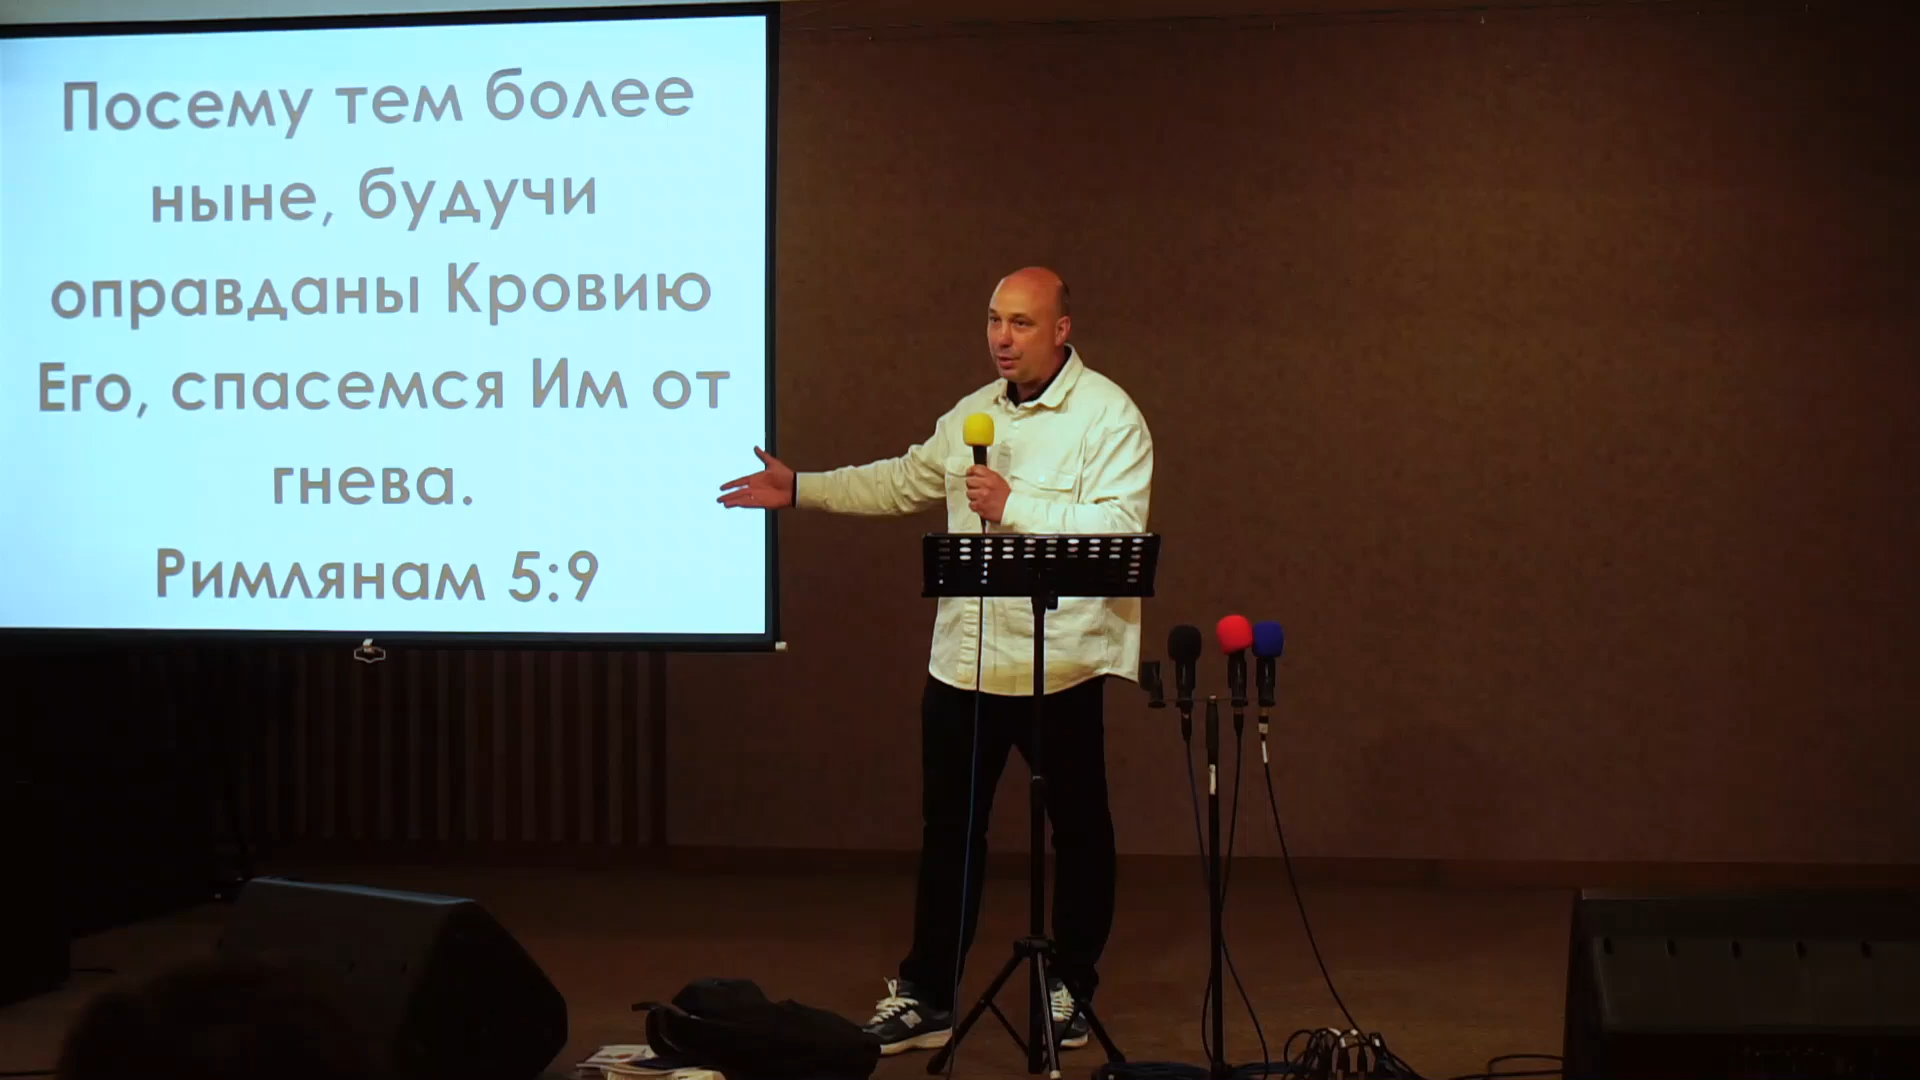 Посему тем более
ныне, будучи
оправданы Кровию
Его, спасемся Им от
гнева.
Римлянам 5:9